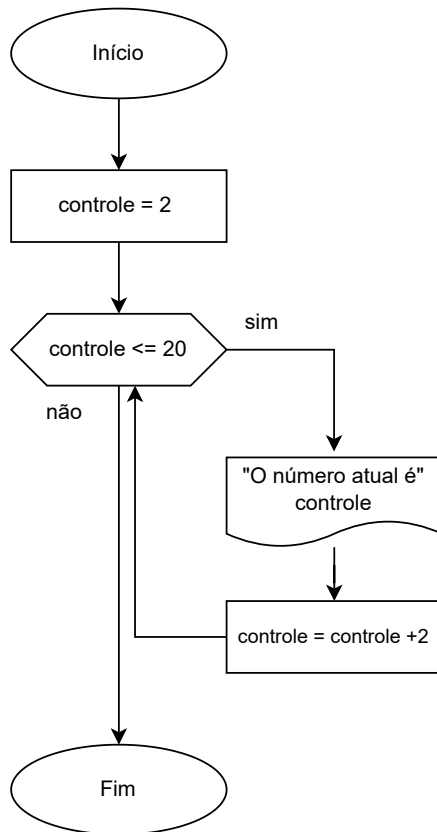 Início
controle = 2
controle <= 20
sim
não
"O número atual é"
controle
controle = controle +2
Fim